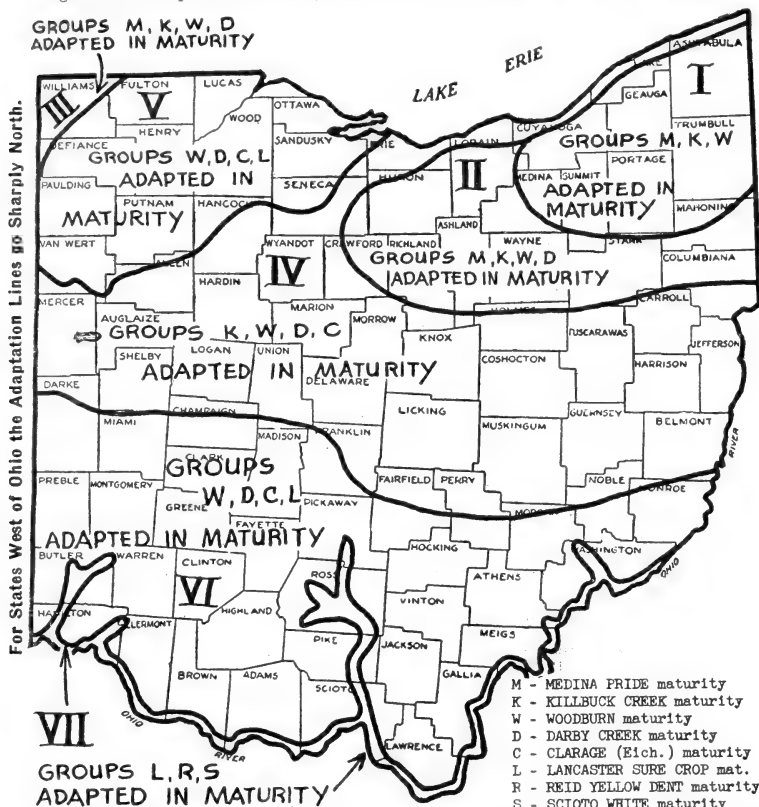 GROUPS M, K, W, D
ADAPTED IN MATURITY
For States West of Ohio the Adaptation Lines go Sharply North.
LAKE ERIE
ASHTABULA
LAKE
I
GEAUGA
TRUMBULL
CUYAHOGA
GROUPS M, K, W
PORTAGE
SUMMIT
MEDINA
ADAPTED IN
MATURITY
MAHONING
WILLIAMS
FULTON
LUCAS
III
V
OTTAWA
WOOD
HENRY
SANDUSKY
ERIE
LORAIN
DEFIANCE
GROUPS W, D, C, L
ADAPTED IN
MATURITY
HURON
II
SENECA
PAULDING
PUTNAM
HANCOCK
ASHLAND
WAYNE
STARK
VAN WERT
ALLEN
WYANDOT
CRAWFORD
RICHLAND
COLUMBIANA
GROUPS M, K, W, D
ADAPTED IN MATURITY
IV
HARDIN
MERCER
MARION
HOLMES
CARROLL
AUGLAIZE
MORROW
KNOX
TUSCARAWAS
JEFFERSON
GROUPS K, W, D, C
ADAPTED IN MATURITY
SHELBY
LOGAN
UNION
COSHOCTON
HARRISON
DARKE
DELAWARE
LICKING
MIAMI
CHAMPAIGN
GUERNSEY
BELMONT
MUSKINGUM
CLARK
MADISON
FRANKLIN
RIVER
GROUPS
W, D, C, L
ADAPTED IN MATURITY
PREBLE
MONTGOMERY
GREENE
PICKAWAY
FAIRFIELD
PERRY
NOBLE
MONROE
FAYETTE
MORGAN
HOCKING
BUTLER
WARREN
CLINTON
ROSS
ATHENS
WASHINGTON
OHIO
VI
HAMILTON
CLERMONT
HIGHLAND
VINTON
PIKE
JACKSON
MEIGS
BROWN
ADAMS
SCIOTO
GALLIA
VII
OHIO
RIVER
LAWRENCE
GROUPS L, R, S
ADAPTED IN MATURITY
M - MEDINA PRIDE maturity
K - KILLBUCK CREEK maturity
W - WOODBURN maturity
D - DARBY CREEK maturity
C - CLARAGE (Eich.) maturity
L - LANCASTER SURE CROP mat.
R - REID YELLOW DENT maturity
S - SCIOTO WHITE maturity